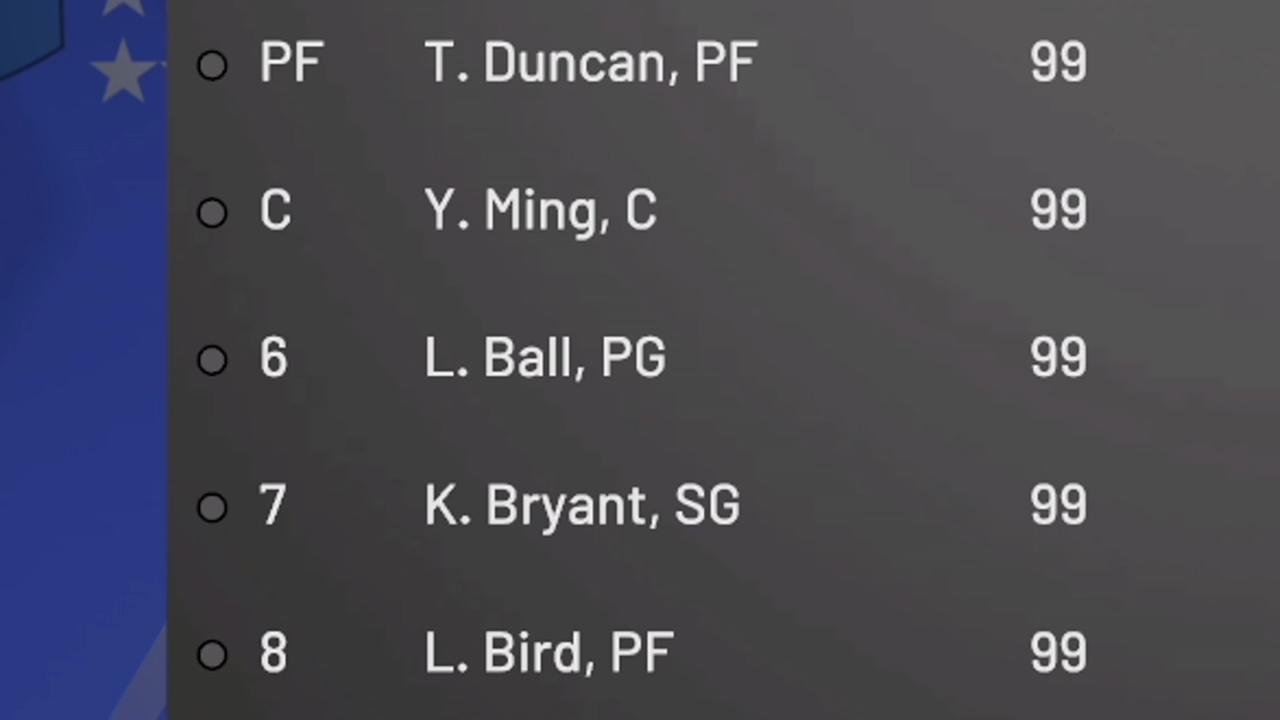 PF T. Duncan, PF 99
C Y. Ming, C 99
6 L. Ball, PG 99
7 K. Bryant, SG 99
8 L. Bird, PF 99